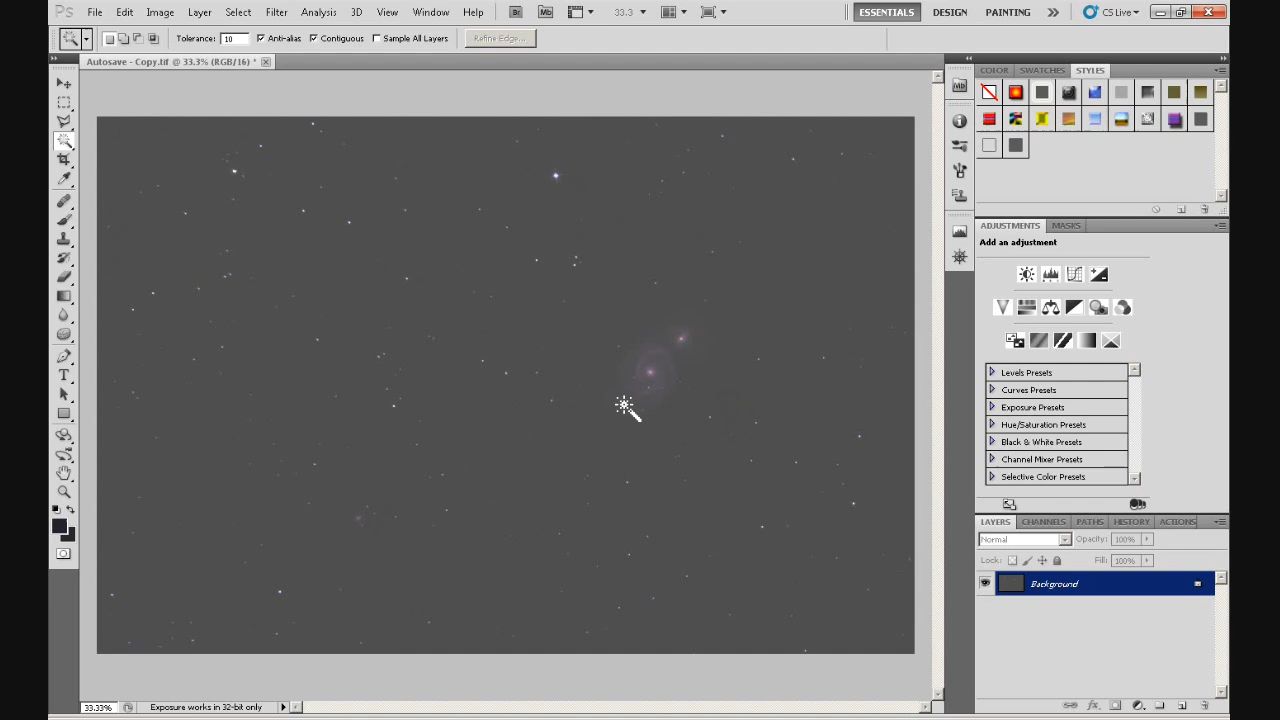 Ps File Edit Image Layer Select Filter Analysis 3D View Window Help Br Mb 33.3 ESSENTIALS DESIGN PAINTING CS Live
Tolerance: 10 Anti-alias Contiguous Sample All Layers Refine Edge...
Autosave - Copy.tif @ 33.3% (RGB/16) *
COLOR SWATCHES STYLES
ADJUSTMENTS MASKS
Add an adjustment
Levels Presets
Curves Presets
Exposure Presets
Hue/Saturation Presets
Black & White Presets
Channel Mixer Presets
Selective Color Presets
LAYERS CHANNELS PATHS HISTORY ACTIONS
Normal Opacity: 100%
Lock: Fill: 100%
Background
33.33% Exposure works in 32-bit only